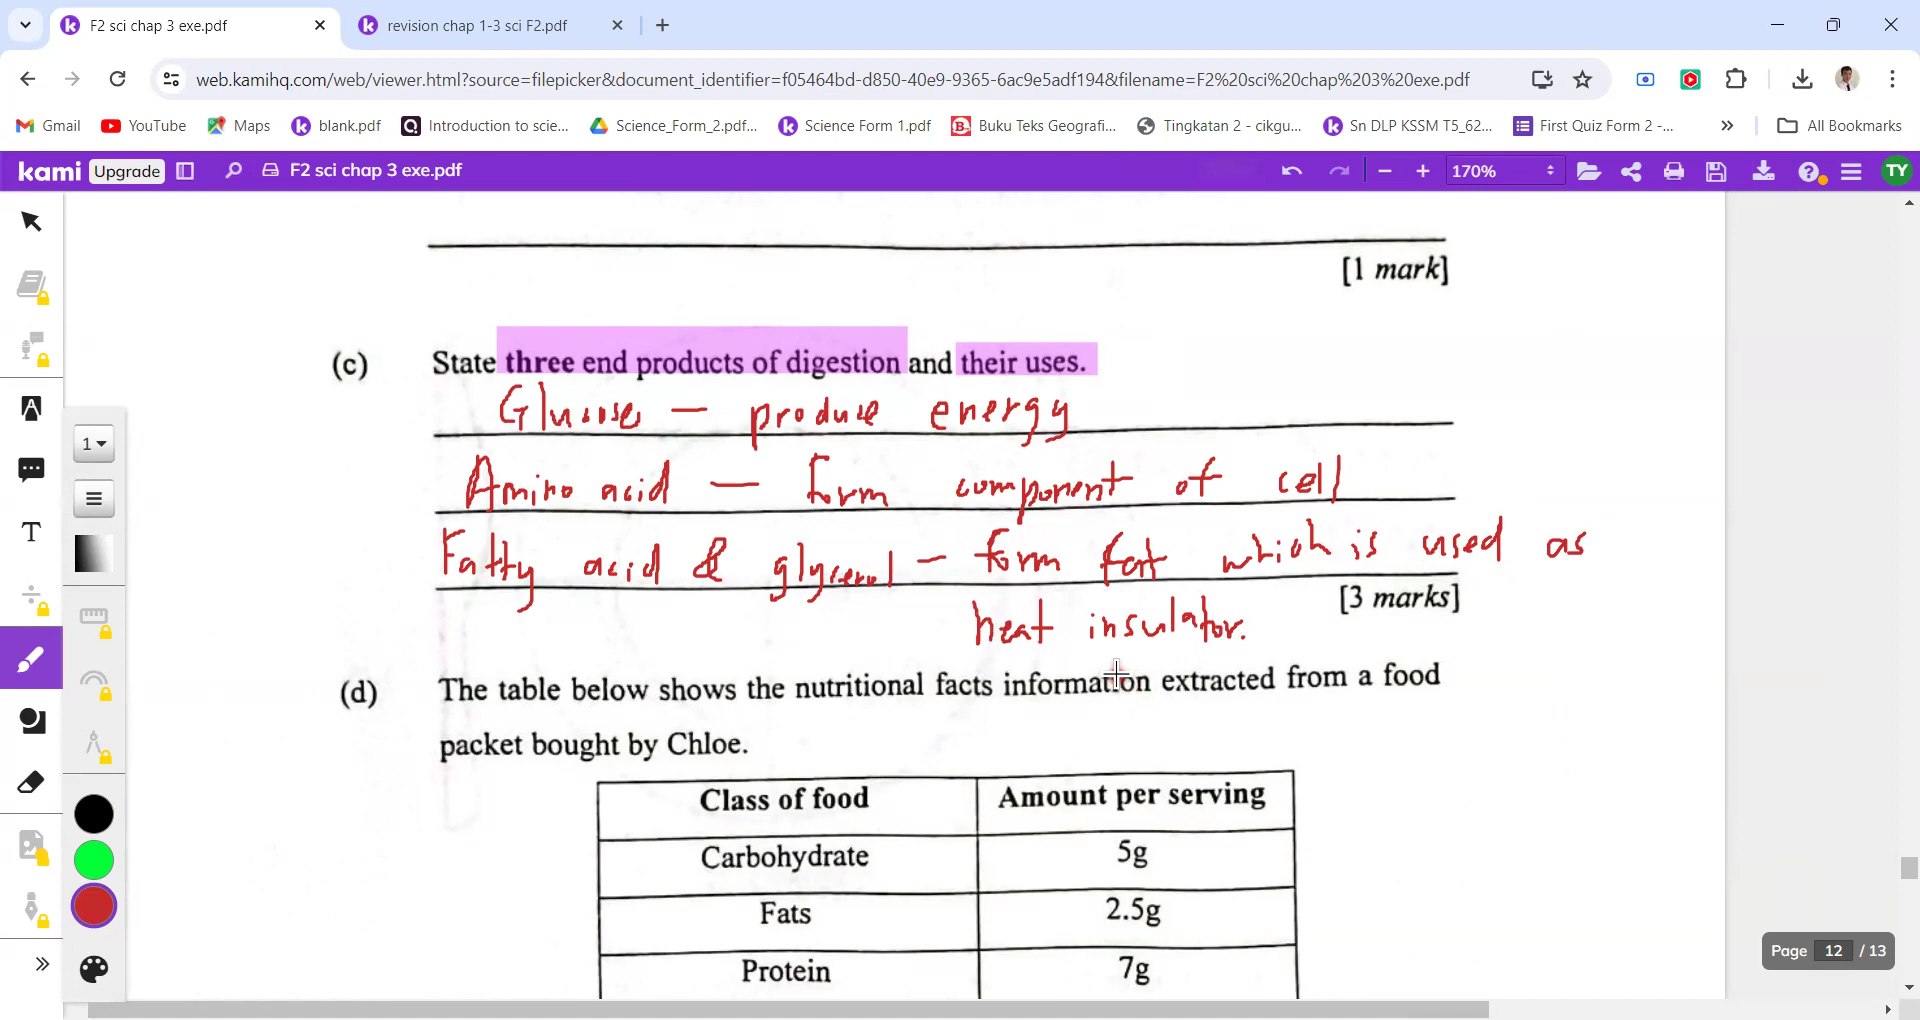 F2 sci chap 3 exe.pdf
revision chap 1-3 sci F2.pdf
web.kamihq.com/web/viewer.html?source=filepicker&document_identifier=f05464bd-d850-40e9-9365-6ac9e5adf194&filename=F2%20sci%20chap%203%20exe.pdf
Gmail YouTube Maps blank.pdf Introduction to scie... Science_Form_2.pdf... Science Form 1.pdf Buku Teks Geografi... Tingkatan 2 - cikgu... Sn DLP KSSM T5_62... First Quiz Form 2 -... All Bookmarks
kami Upgrade F2 sci chap 3 exe.pdf 170% TY
[1 mark]
(c) State three end products of digestion and their uses.
Glucose — produce energy
Amino acid — form component of cell
Fatty acid & glycerol — form fat which is used as
[3 marks]
heat insulator.
(d) The table below shows the nutritional facts information extracted from a food
packet bought by Chloe.
Class of food Amount per serving
Carbohydrate 5g
Fats 2.5g
Protein 7g
1
T
Page 12 / 13